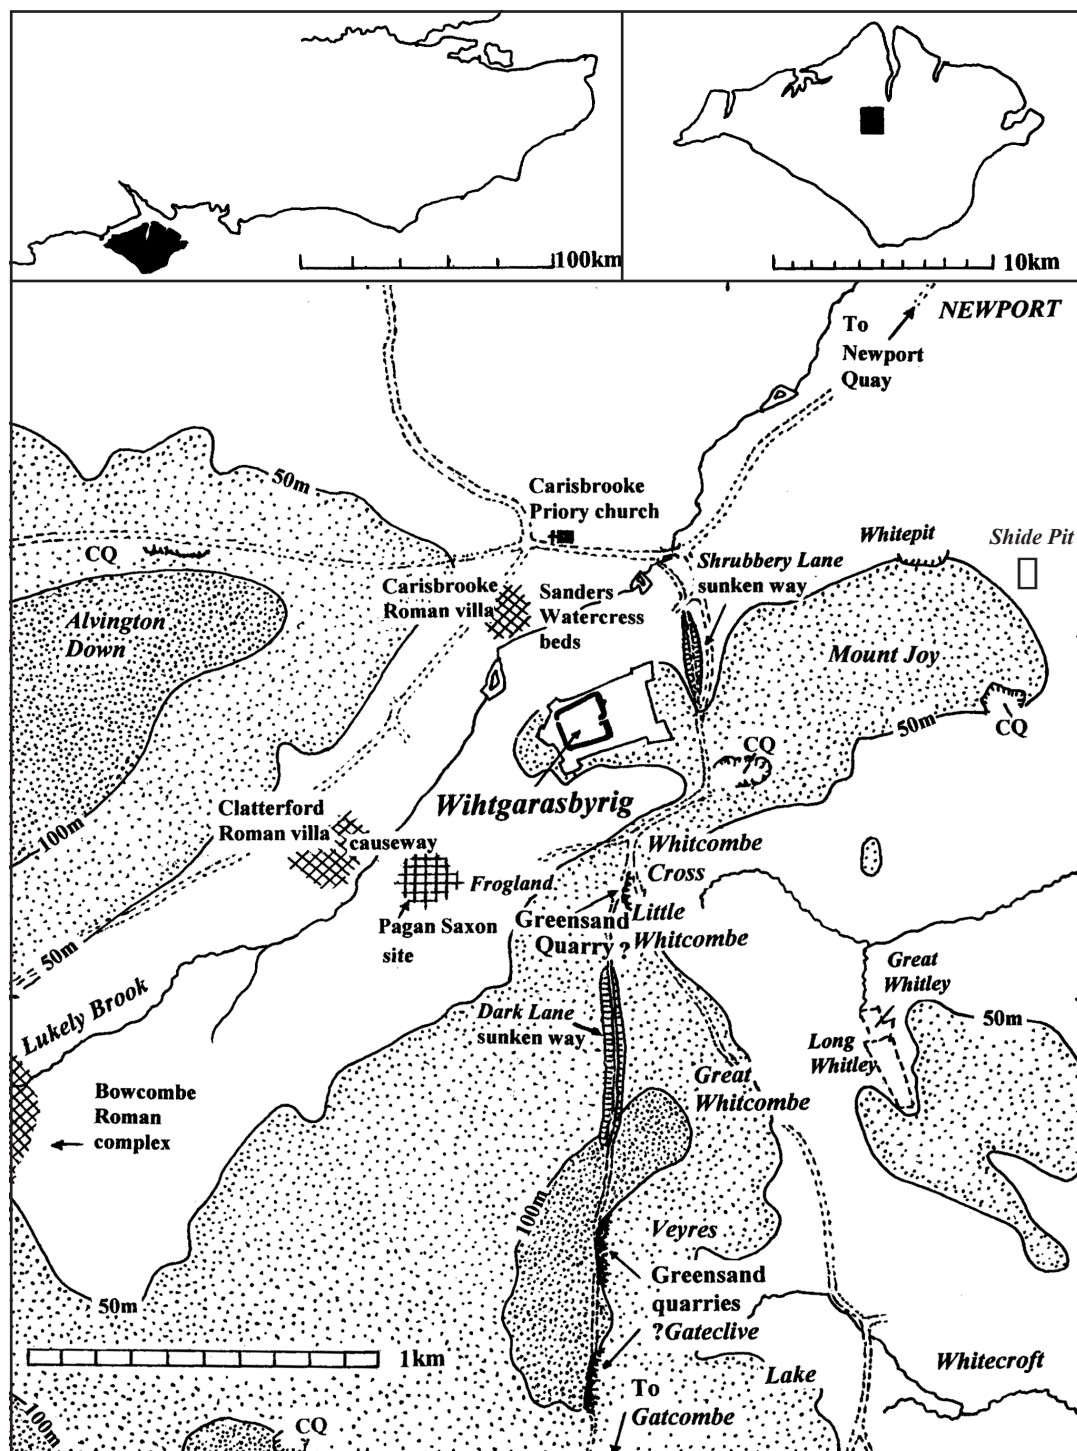 100km
10km
NEWPORT
To
Newport
Quay
50m
Carisbrooke
Priory church
CQ
Whitepit
Shide Pit
Shrubbery Lane
sunken way
Carisbrooke
Roman villa
Sanders
Watercress
beds
Alvington
Down
Mount Joy
50m
CQ
CQ
Wihtgarasbyrig
100m
Clatterford
Roman villa
causeway
Whitcombe
Cross
Frogland.
Pagan Saxon
site
Greensand
Quarry ?
Little
Whitcombe
50m
Lukely Brook
Great
Whitley
50m
Dark Lane
sunken way
Long
Whitley
Great
Whitcombe
Bowcombe
Roman
complex
100m
Veyres
Greensand
quarries
?Gateclive
50m
1km
Lake
Whitecroft
To
Gatcombe
100m
CQ